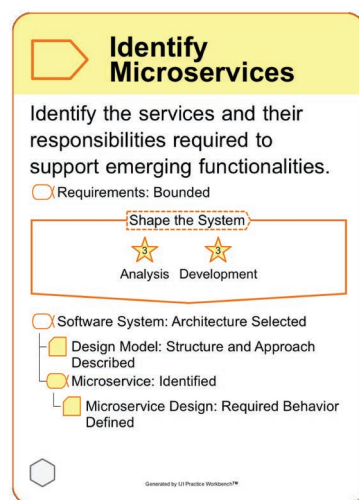 Identify
Microservices
Identify the services and their
responsibilities required to
support emerging functionalities.
Requirements: Bounded
Shape the System
3
3
Analysis Development
Software System: Architecture Selected
Design Model: Structure and Approach
Described
Microservice: Identified
Microservice Design: Required Behavior
Defined
Generated by IJI Practice Workbench™